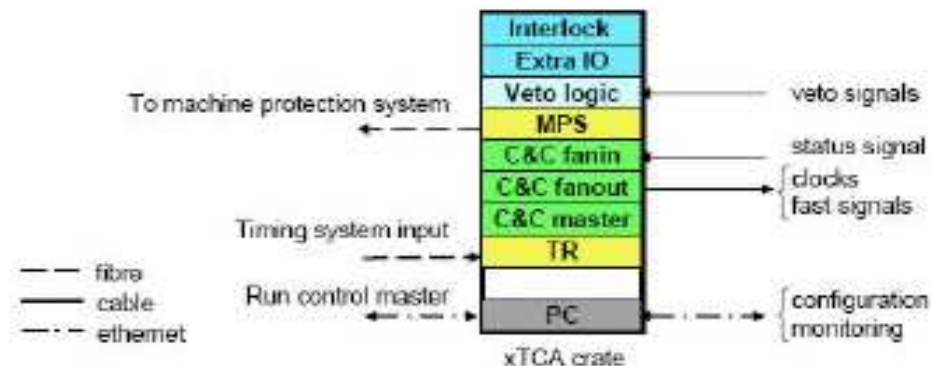 Interlock
Extra IO
Veto logic
MPS
C&C fanin
C&C fanout
C&C master
TR
PC
xTCA crate
To machine protection system
Timing system input
Run control master
fibre
cable
ethernet
veto signals
status signal
clocks
fast signals
configuration
monitoring